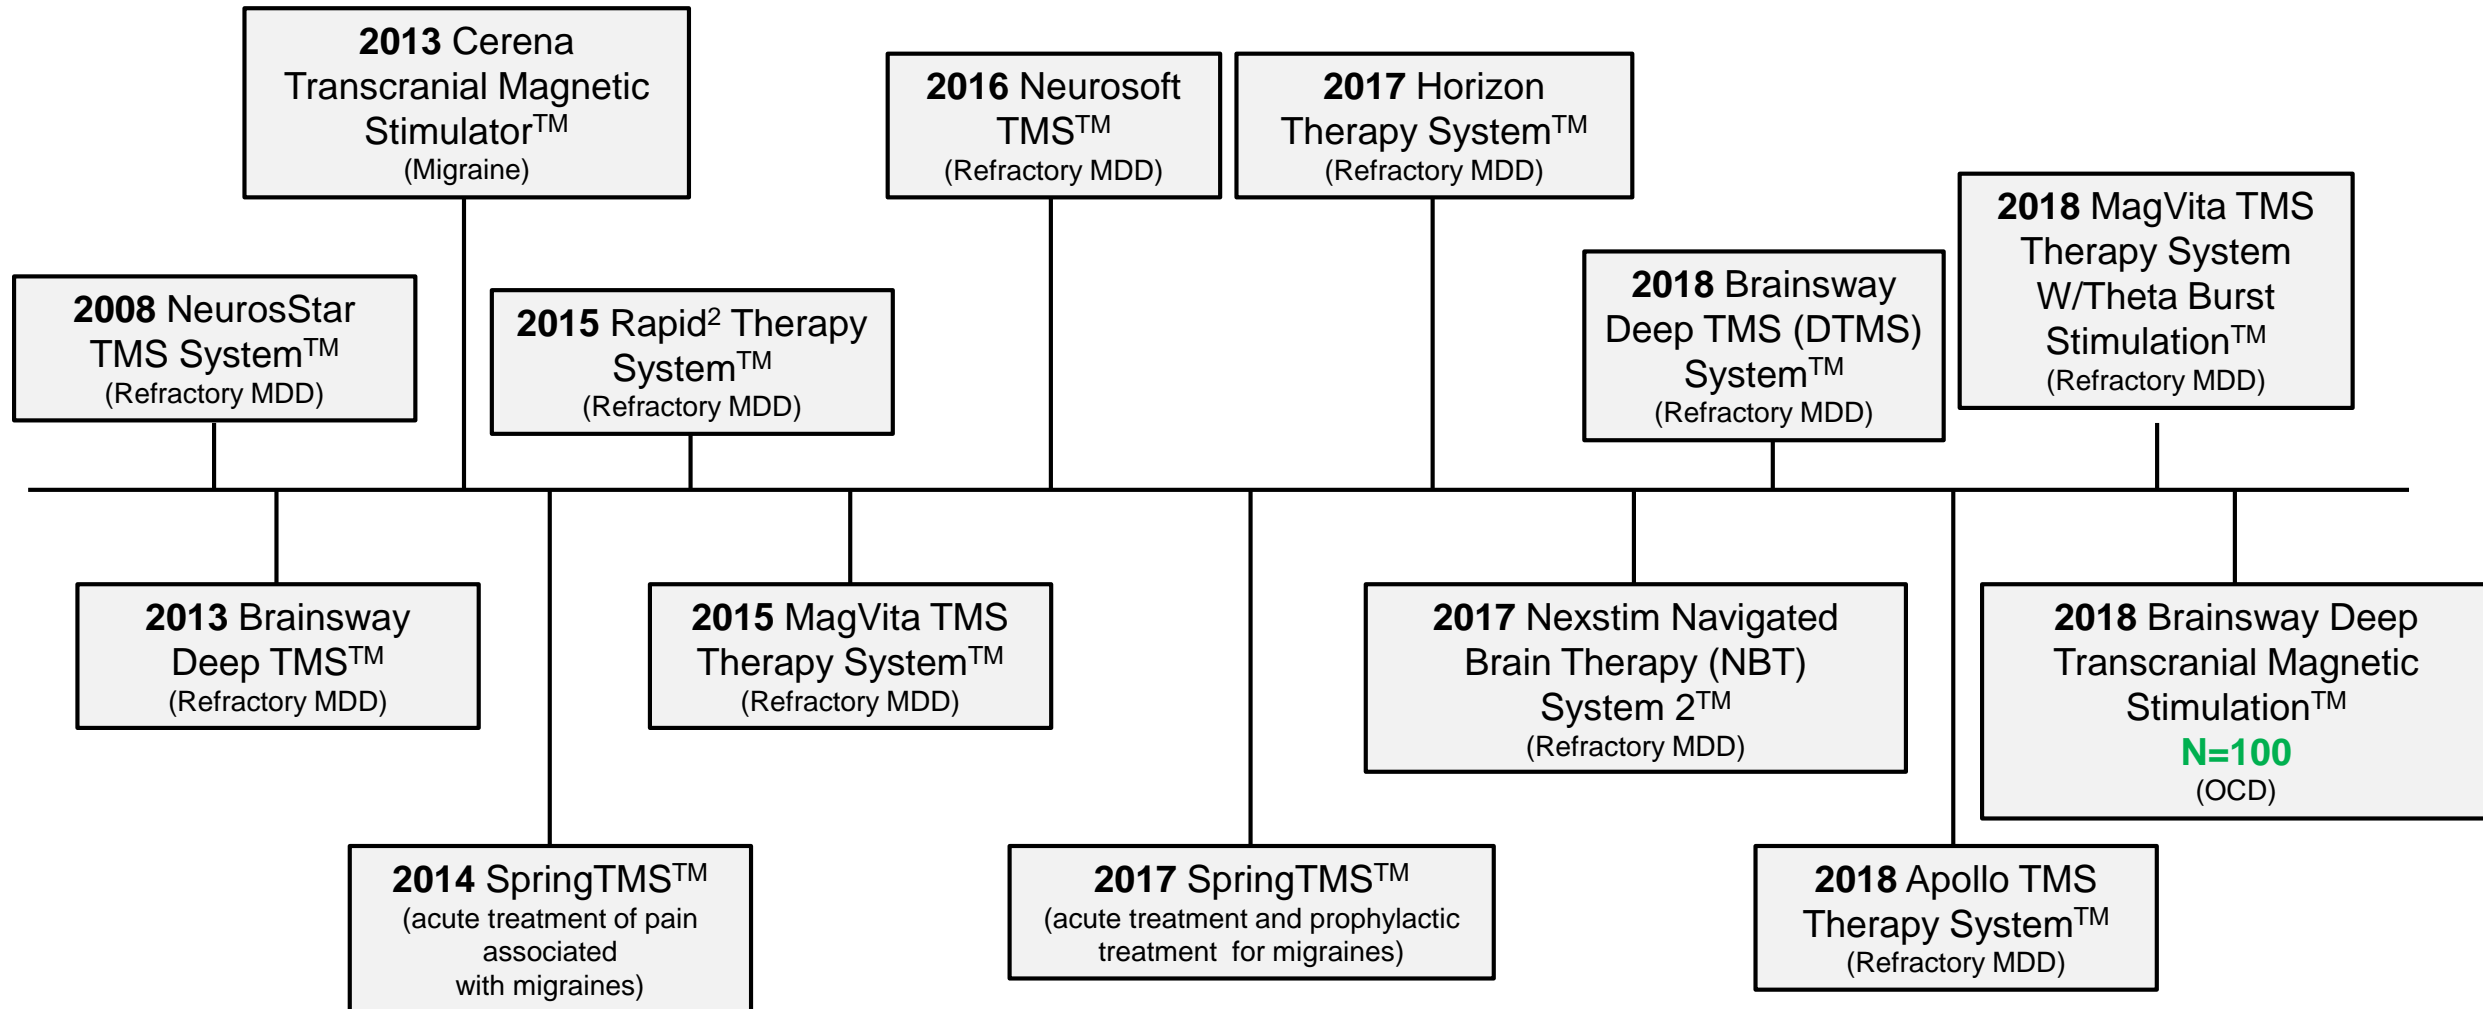 2013 Cerena
Transcranial Magnetic
Stimulator™
(Migraine)
2016 Neurosoft
TMS™
(Refractory MDD)
2017 Horizon
Therapy System™
(Refractory MDD)
2018 MagVita TMS
Therapy System
W/Theta Burst
Stimulation™
(Refractory MDD)
2008 NeurosStar
TMS System™
(Refractory MDD)
2015 Rapid² Therapy
System™
(Refractory MDD)
2018 Brainsway
Deep TMS (DTMS)
System™
(Refractory MDD)
2013 Brainsway
Deep TMS™
(Refractory MDD)
2015 MagVita TMS
Therapy System™
(Refractory MDD)
2017 Nexstim Navigated
Brain Therapy (NBT)
System 2™
(Refractory MDD)
2018 Brainsway Deep
Transcranial Magnetic
Stimulation™
N=100
(OCD)
2014 SpringTMS™
(acute treatment of pain
associated
with migraines)
2017 SpringTMS™
(acute treatment and prophylactic
treatment for migraines)
2018 Apollo TMS
Therapy System™
(Refractory MDD)